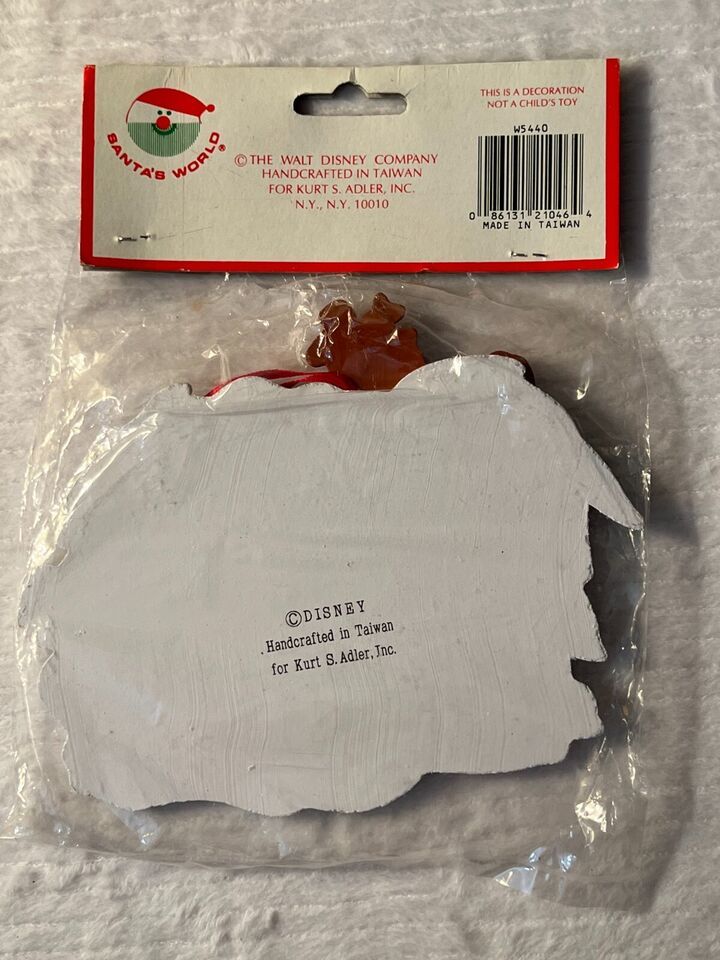 SANTA'S WORLD®
© THE WALT DISNEY COMPANY
HANDCRAFTED IN TAIWAN
FOR KURT S. ADLER, INC.
N.Y., N.Y. 10010
THIS IS A DECORATION
NOT A CHILD'S TOY
W5440
0 86131 21046 4
MADE IN TAIWAN
©DISNEY
Handcrafted in Taiwan
for Kurt S. Adler, Inc.